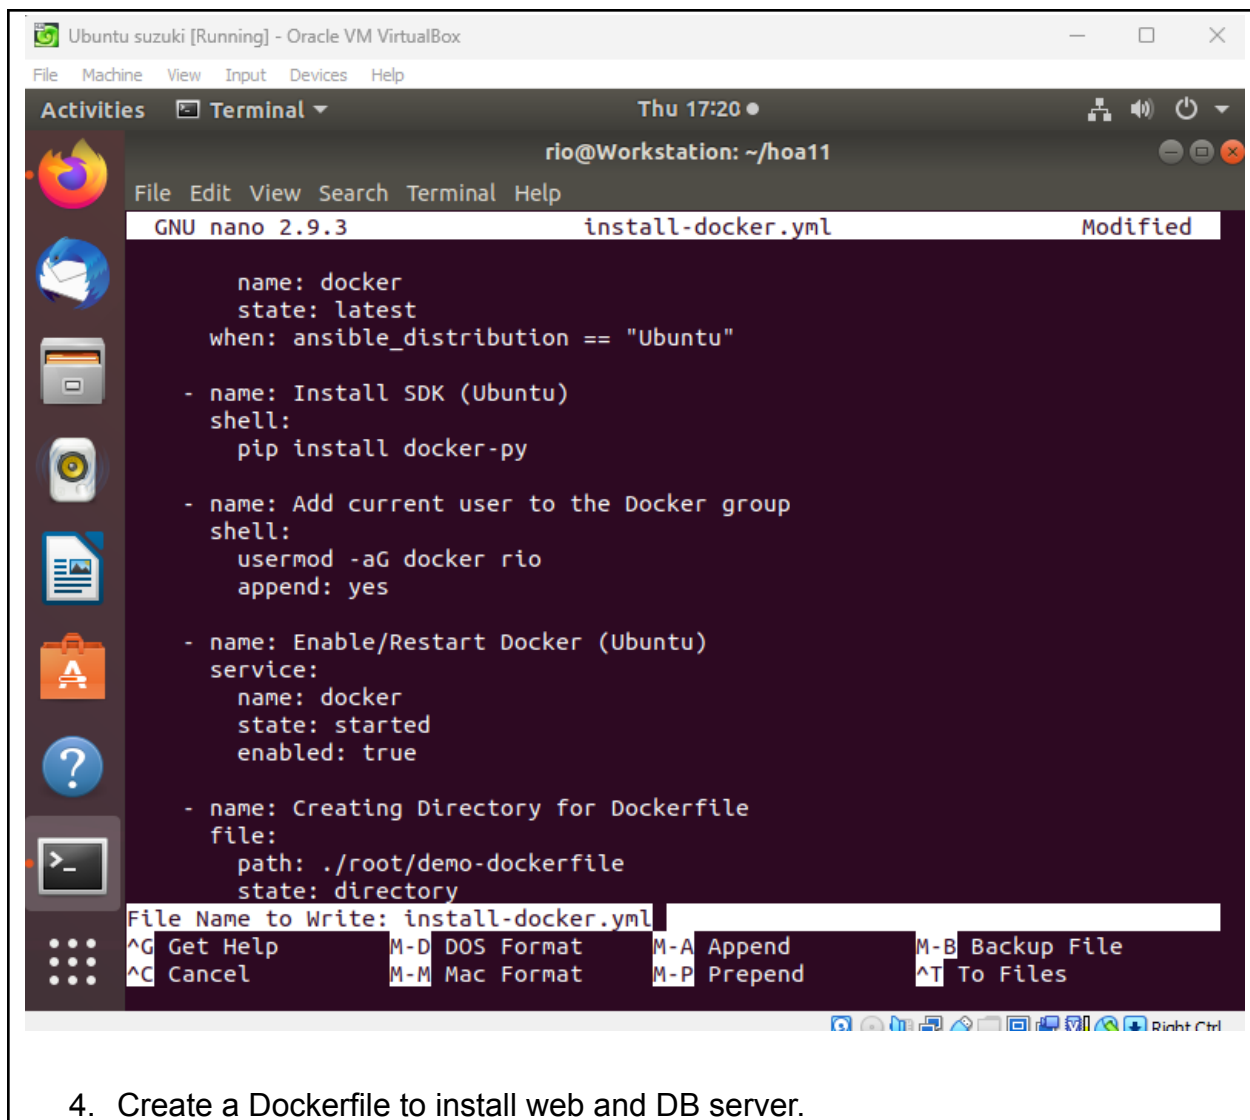 Ubuntu suzuki [Running] - Oracle VM VirtualBox
File Machine View Input Devices Help
Activities Terminal Thu 17:20
rio@Workstation: ~/hoa11
File Edit View Search Terminal Help
GNU nano 2.9.3 install-docker.yml Modified
name: docker
state: latest
when: ansible_distribution == "Ubuntu"
- name: Install SDK (Ubuntu)
shell:
pip install docker-py
- name: Add current user to the Docker group
shell:
usermod -aG docker rio
append: yes
- name: Enable/Restart Docker (Ubuntu)
service:
name: docker
state: started
enabled: true
- name: Creating Directory for Dockerfile
file:
path: ./root/demo-dockerfile
state: directory
File Name to Write: install-docker.yml
^G Get Help M-D DOS Format M-A Append M-B Backup File
^C Cancel M-M Mac Format M-P Prepend ^T To Files
Right Ctrl
4. Create a Dockerfile to install web and DB server.